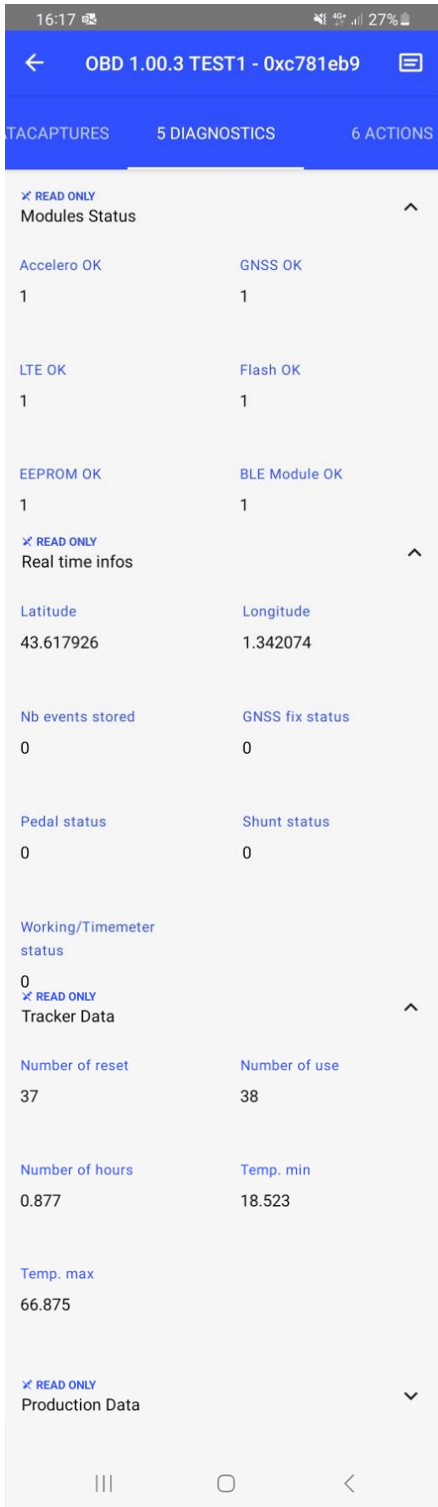 16:17 4G+ 27%
OBD 1.00.3 TEST1 - 0xc781eb9
TACAPTURES 5 DIAGNOSTICS 6 ACTIONS
READ ONLY
Modules Status
Accelero OK GNSS OK
1 1
LTE OK Flash OK
1 1
EEPROM OK BLE Module OK
1 1
READ ONLY
Real time infos
Latitude Longitude
43.617926 1.342074
Nb events stored GNSS fix status
0 0
Pedal status Shunt status
0 0
Working/Timemeter
status
0
READ ONLY
Tracker Data
Number of reset Number of use
37 38
Number of hours Temp. min
0.877 18.523
Temp. max
66.875
READ ONLY
Production Data